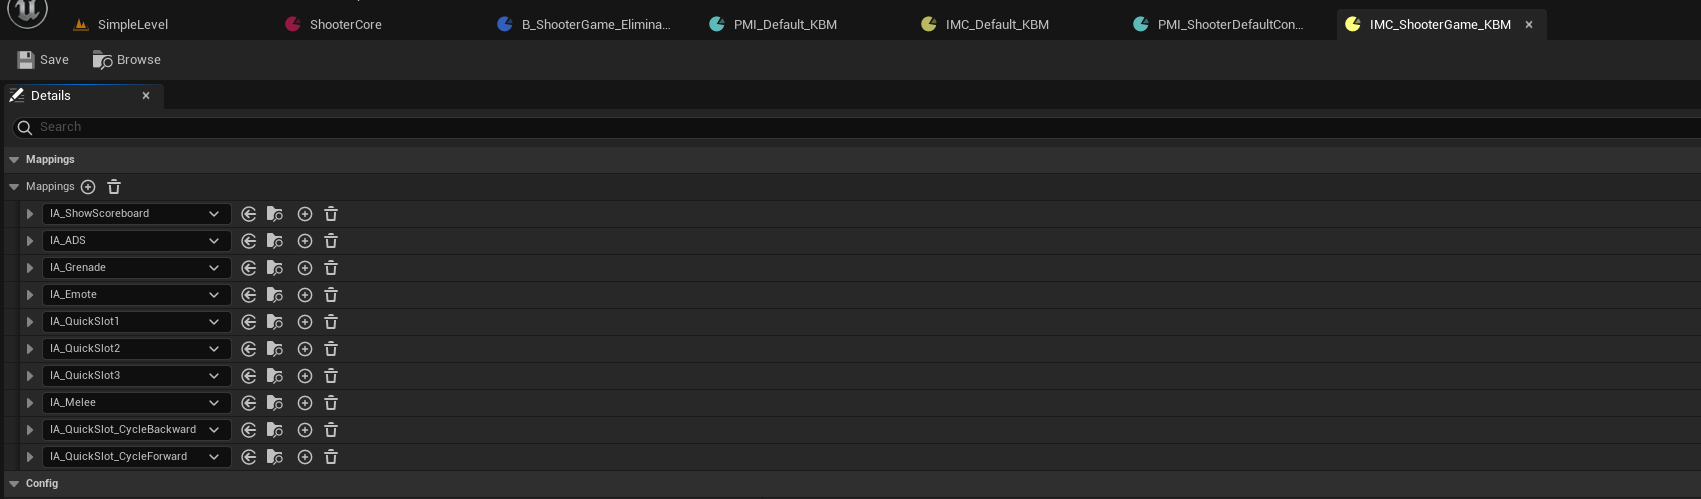 SimpleLevel ShooterCore B_ShooterGame_Elimina... PMI_Default_KBM IMC_Default_KBM PMI_ShooterDefaultCon... IMC_ShooterGame_KBM
Save Browse
Details
Search
Mappings
Mappings
IA_ShowScoreboard
IA_ADS
IA_Grenade
IA_Emote
IA_QuickSlot1
IA_QuickSlot2
IA_QuickSlot3
IA_Melee
IA_QuickSlot_CycleBackward
IA_QuickSlot_CycleForward
Config